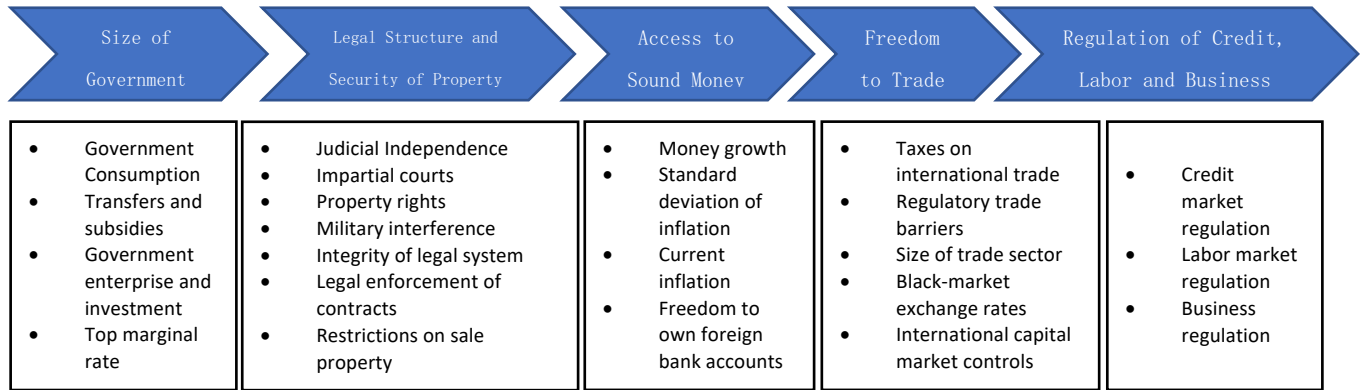 Size of
Government
Legal Structure and
Security of Property
Access to
Sound Money
Freedom
to Trade
Regulation of Credit,
Labor and Business
• Government
Consumption
• Transfers and
subsidies
• Government
enterprise and
investment
• Top marginal
rate
• Judicial Independence
• Impartial courts
• Property rights
• Military interference
• Integrity of legal system
• Legal enforcement of
contracts
• Restrictions on sale
property
• Money growth
• Standard
deviation of
inflation
• Current
inflation
• Freedom to
own foreign
bank accounts
• Taxes on
international trade
• Regulatory trade
barriers
• Size of trade sector
• Black-market
exchange rates
• International capital
market controls
• Credit
market
regulation
• Labor market
regulation
• Business
regulation